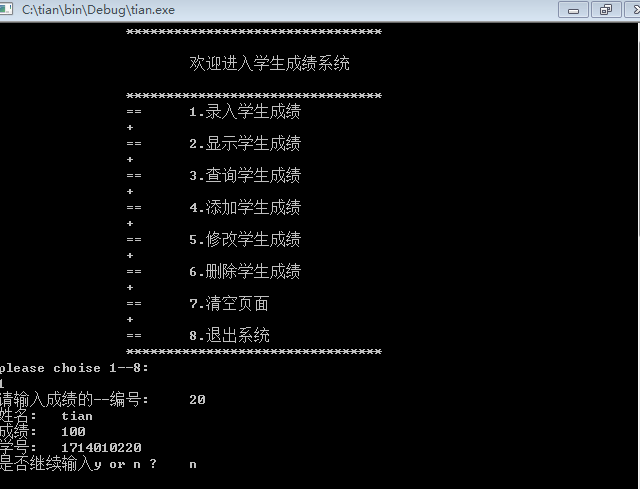 C:\tian\bin\Debug\tian.exe
********************************
欢迎进入学生成绩系统
********************************
== 1.录入学生成绩
+
== 2.显示学生成绩
+
== 3.查询学生成绩
+
== 4.添加学生成绩
+
== 5.修改学生成绩
+
== 6.删除学生成绩
+
== 7.清空页面
+
== 8.退出系统
********************************
please choise 1--8:
1
请输入成绩的--编号: 20
姓名: tian
成绩: 100
学号: 1714010220
是否继续输入y or n ? n